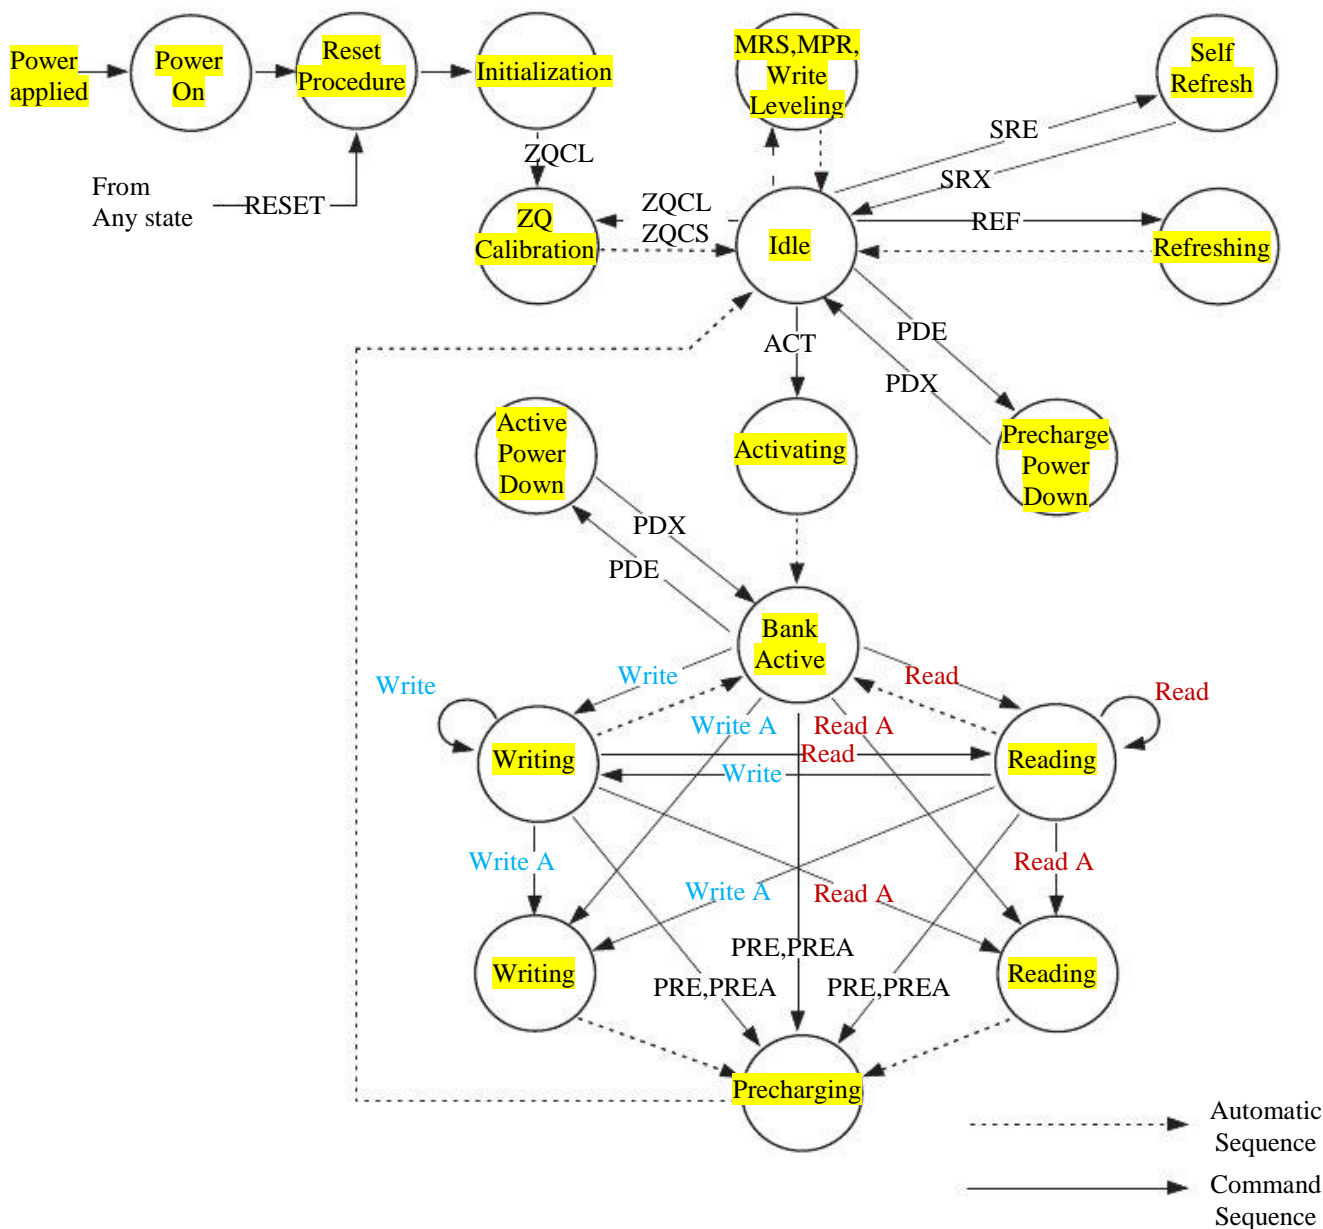 Power
applied
Power
On
Reset
Procedure
Initialization
MRS,MPR,
Write
Leveling
Self
Refresh
ZQCL
SRE
SRX
From
Any state
RESET
ZQ
Calibration
ZQCL
ZQCS
Idle
REF
Refreshing
ACT
PDE
PDX
Active
Power
Down
Activating
Precharge
Power
Down
PDX
PDE
Bank
Active
Write
Write
Read
Read
Write A
Read A
Writing
Read
Write
Reading
Write A
Read A
Write A
Read A
Writing
PRE,PREA
Reading
PRE,PREA
PRE,PREA
Precharging
Automatic
Sequence
Command
Sequence